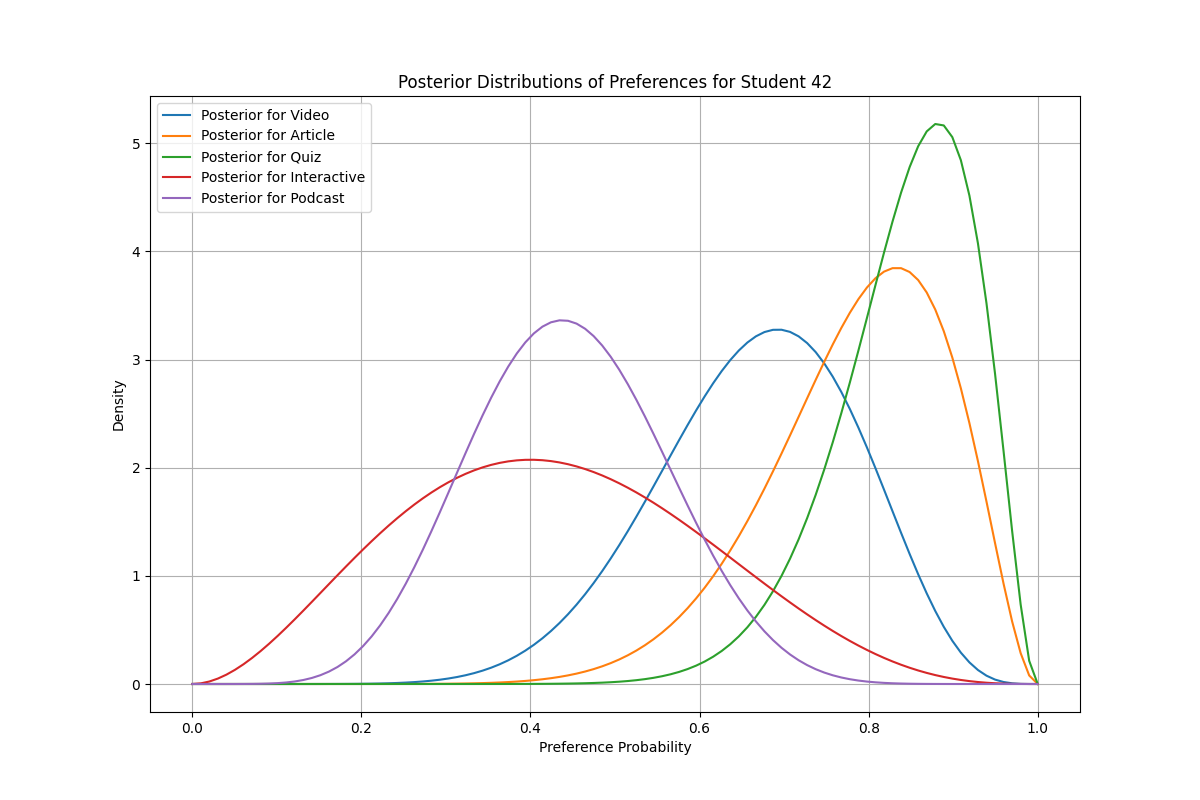 Posterior Distributions of Preferences for Student 42
Posterior for Video
Posterior for Article
Posterior for Quiz
Posterior for Interactive
Posterior for Podcast
5
4
3
2
1
0
Density
0.0 0.2 0.4 0.6 0.8 1.0
Preference Probability